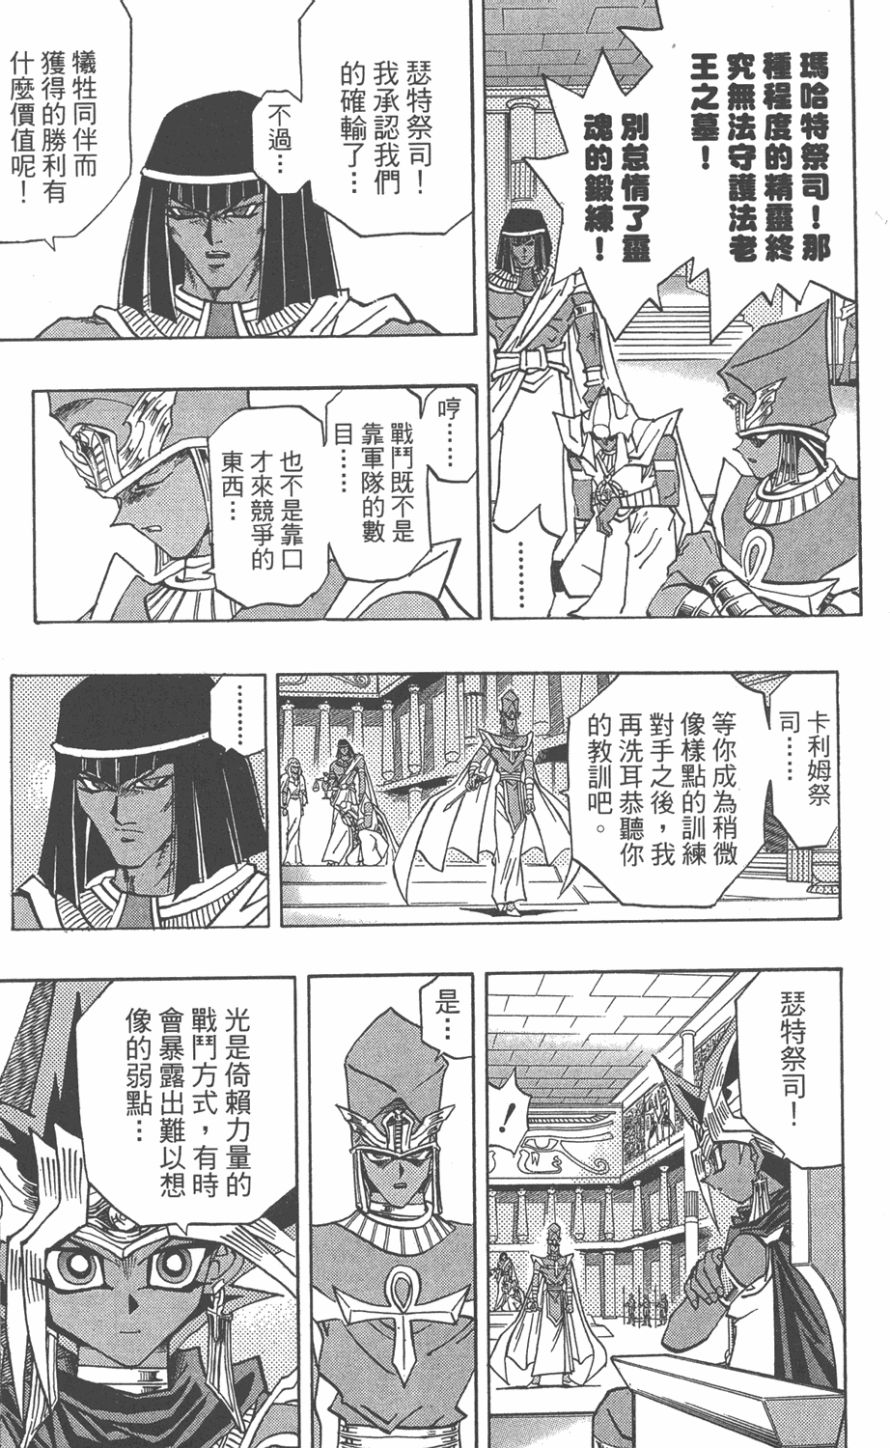 瑪哈特祭司！那
種程度的精靈終
究無法守護法老
王之墓！
別怠惰了靈
魂的鍛練！
………
瑟特祭司！
我承認我們
的確輸了…
不過…
犧牲同伴而
獲得的勝利有
什麼價值呢！
哼……
戰鬥既不是
靠軍隊的數
目……
也不是靠口
才來競爭的
東西…
卡利姆祭
司……
等你成為稍微
像樣點的訓練
對手之後，我
再洗耳恭聽你
的教訓吧。
………
瑟特祭司！
！
是…
光是倚賴力量的
戰鬥方式，有時
會暴露出難以想
像的弱點…